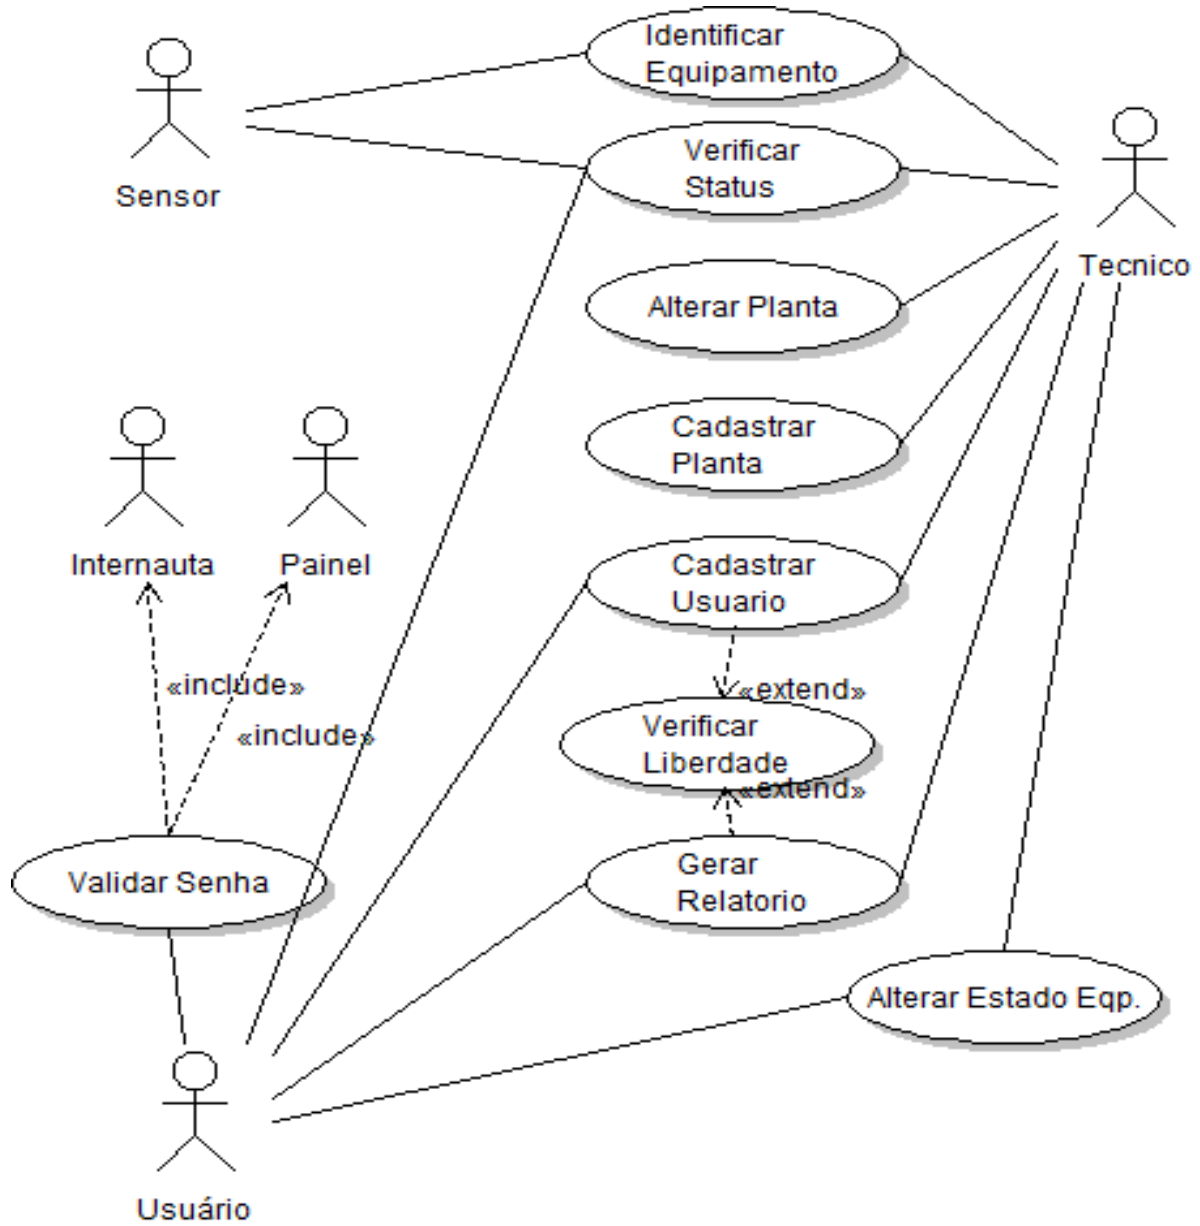 Identificar
Equipamento
Sensor
Verificar
Status
Tecnico
Alterar Planta
Cadastrar
Planta
Internauta
Painel
Cadastrar
Usuario
«include»
«extend»
«include»
Verificar
Liberdade
«extend»
Validar Senha
Gerar
Relatorio
Alterar Estado Eqp.
Usuário